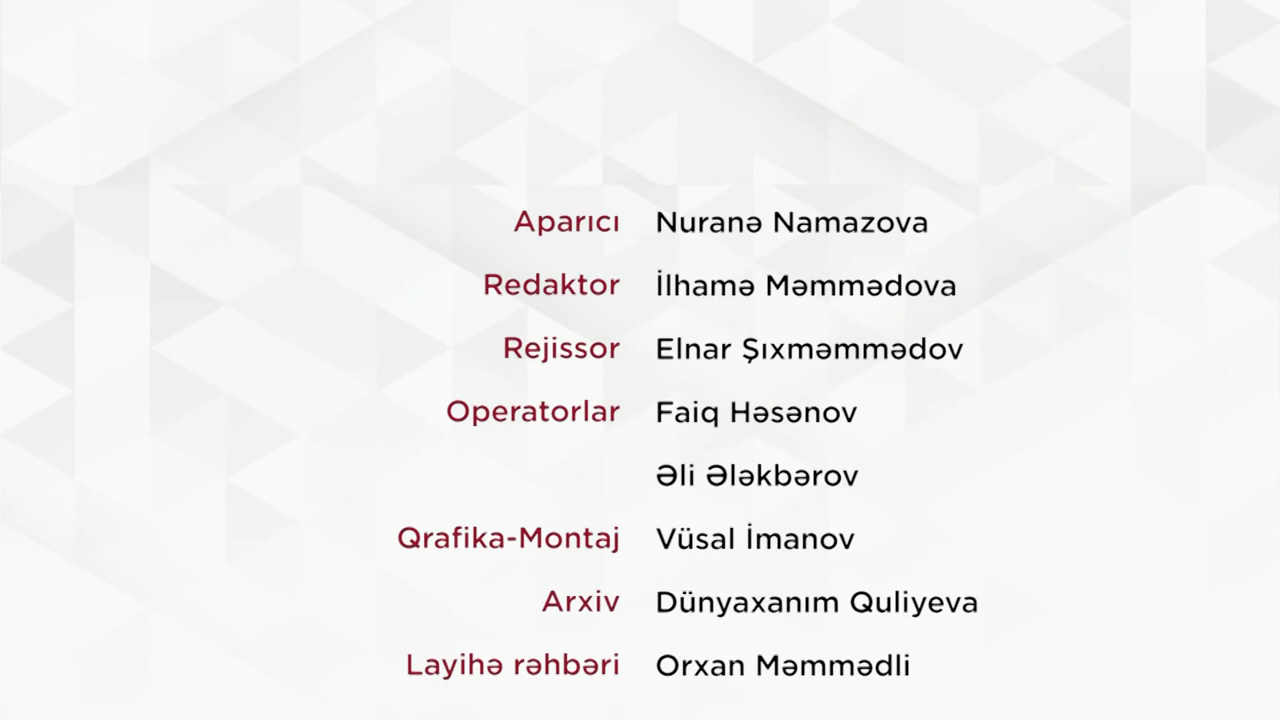 Aparıcı Nuranə Namazova
Redaktor İlhamə Məmmədova
Rejissor Elnar Şıxməmmədov
Operatorlar Faiq Həsənov
Əli Ələkbərov
Qrafika-Montaj Vüsal İmanov
Arxiv Dünyaxanım Quliyeva
Layihə rəhbəri Orxan Məmmədli